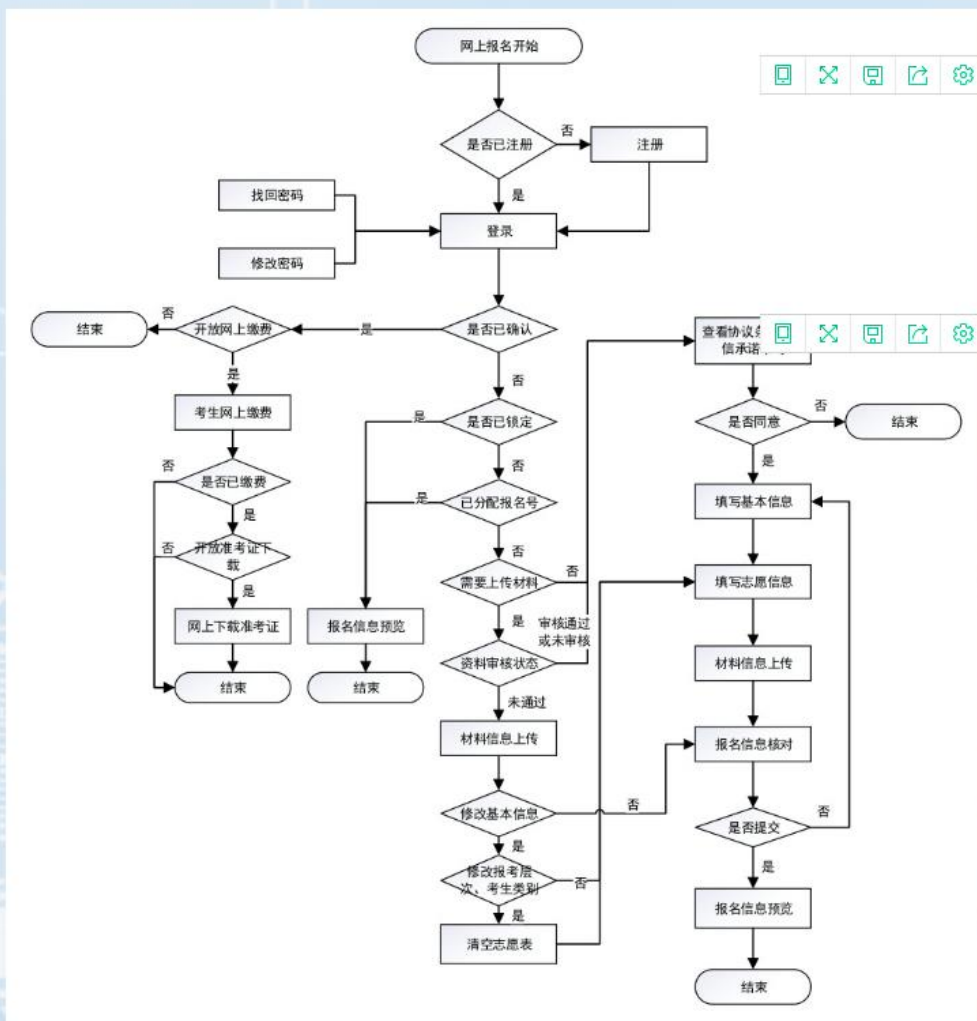 网上报名开始
是否已注册
否
注册
是
找回密码
登录
修改密码
结束
否
开放网上缴费
是
是否已确认
查看协议
信承诺
否
是
考生网上缴费
是
是否已锁定
是否同意
否
结束
否
是
否
是否已缴费
是
已分配报名号
填写基本信息
是
否
开放准考证下
载
否
需要上传材料
否
填写志愿信息
是
网上下载准考证
报名信息预览
是
审核通过
或未审核
资料审核状态
材料信息上传
结束
结束
未通过
材料信息上传
报名信息核对
修改基本信息
否
否
是否提交
是
修改报考层
次、考生类别
否
是
是
报名信息预览
清空志愿表
结束